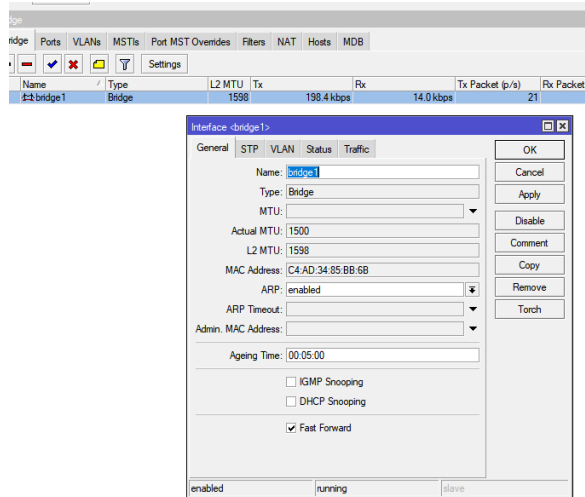 dge
ridge Ports VLANs MSTIs Port MST Overrides Filters NAT Hosts MDB
Settings
Name / Type L2 MTU Tx Rx Tx Packet (p/s) Rx Packet
bridge1 Bridge 1598 198.4 kbps 14.0 kbps 21
Interface <bridge1>
General STP VLAN Status Traffic
OK
Name: bridge1
Cancel
Type: Bridge
Apply
MTU:
Disable
Actual MTU: 1500
Comment
L2 MTU: 1598
Copy
MAC Address: C4:AD:34:85:BB:6B
Remove
ARP: enabled
Torch
ARP Timeout:
Admin. MAC Address:
Ageing Time: 00:05:00
IGMP Snooping
DHCP Snooping
Fast Forward
enabled running slave